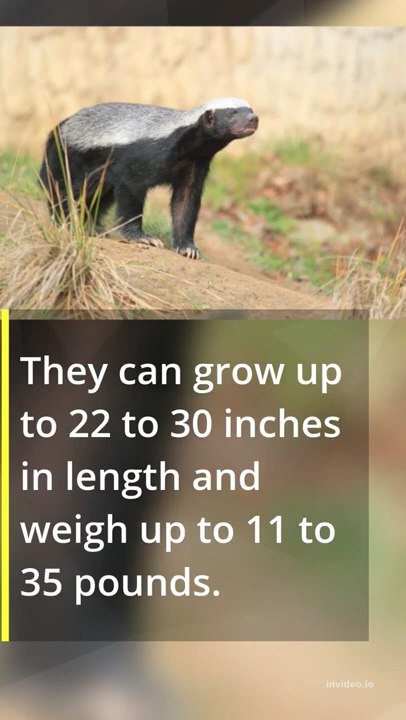 They can grow up
to 22 to 30 inches
in length and
weigh up to 11 to
35 pounds.
invideo.io